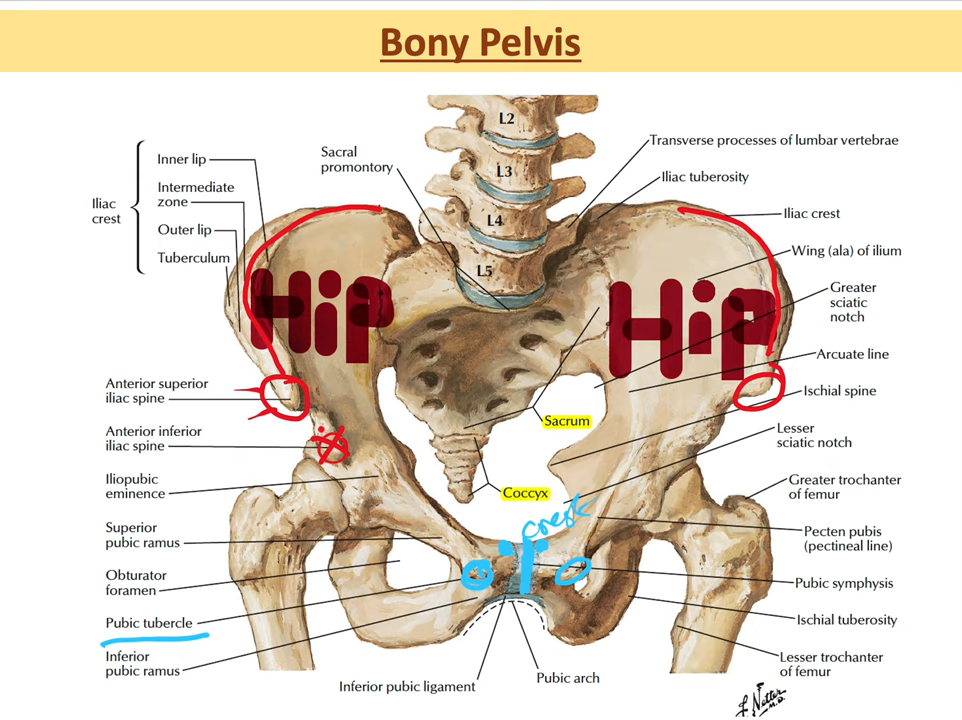 Bony Pelvis
L2
L3
L4
L5
Iliac
crest
Inner lip
Intermediate
zone
Outer lip
Tuberculum
Sacral
promontory
Transverse processes of lumbar vertebrae
Iliac tuberosity
Iliac crest
Wing (ala) of ilium
Greater
sciatic
notch
Arcuate line
Ischial spine
Lesser
sciatic notch
Greater trochanter
of femur
Pecten pubis
(pectineal line)
Pubic symphysis
Ischial tuberosity
Lesser trochanter
of femur
Hip
Hip
Anterior superior
iliac spine
Anterior inferior
iliac spine
Iliopubic
eminence
Superior
pubic ramus
Obturator
foramen
Pubic tubercle
Inferior
pubic ramus
Sacrum
Coccyx
crest
Inferior pubic ligament
Pubic arch
F. Netter
M.D.